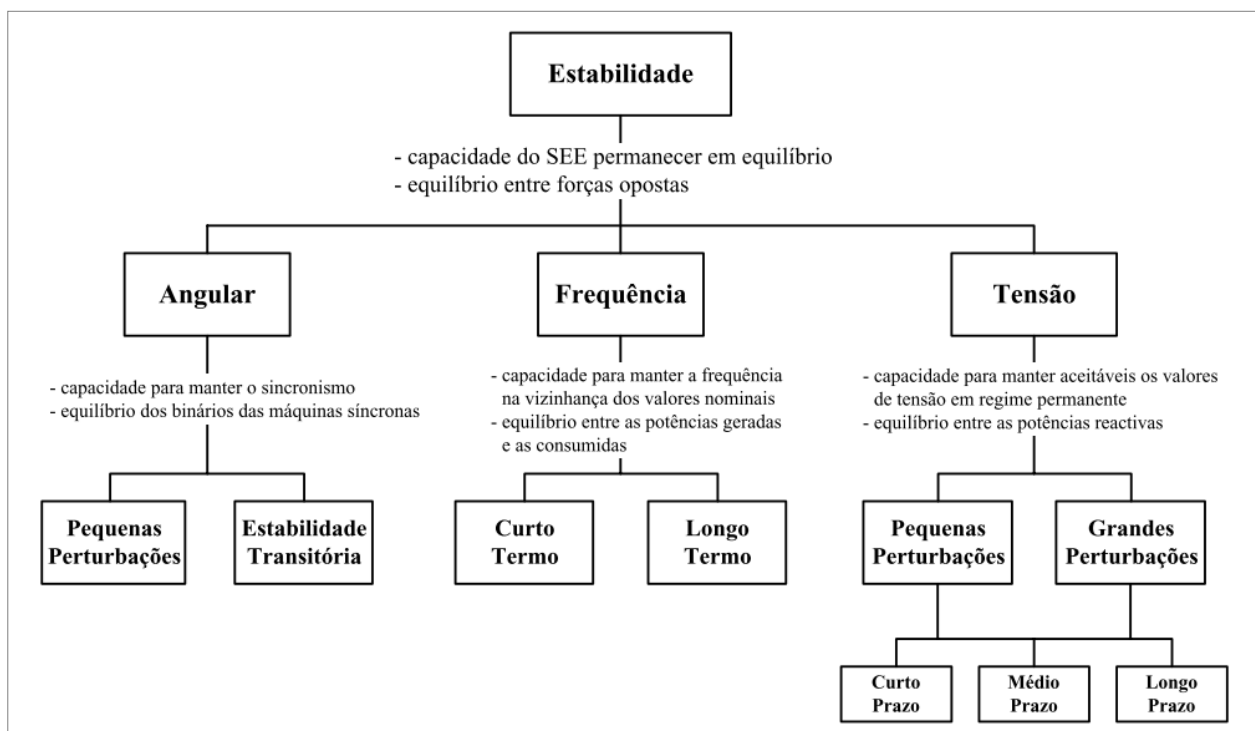 Estabilidade
- capacidade do SEE permanecer em equilíbrio
- equilíbrio entre forças opostas
Angular
Frequência
Tensão
- capacidade para manter o sincronismo
- equilíbrio dos binários das máquinas síncronas
- capacidade para manter a frequência
na vizinhança dos valores nominais
- equilíbrio entre as potências geradas
e as consumidas
- capacidade para manter aceitáveis os valores
de tensão em regime permanente
- equilíbrio entre as potências reactivas
Pequenas
Perturbações
Estabilidade
Transitória
Curto
Termo
Longo
Termo
Pequenas
Perturbações
Grandes
Perturbações
Curto
Prazo
Médio
Prazo
Longo
Prazo